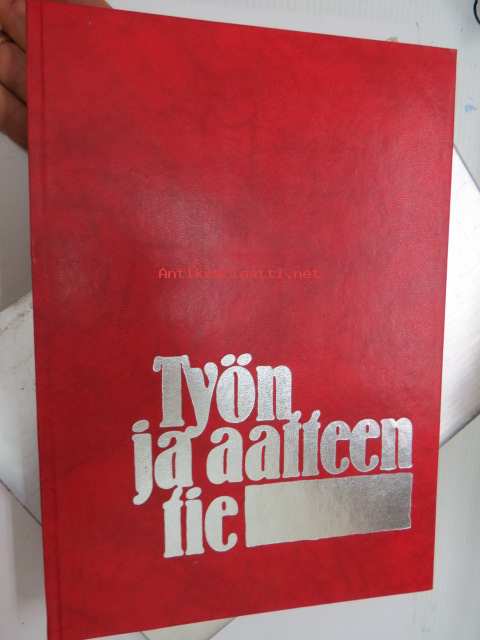 Antikvariaatti.net
Työn
ja aatteen
tie